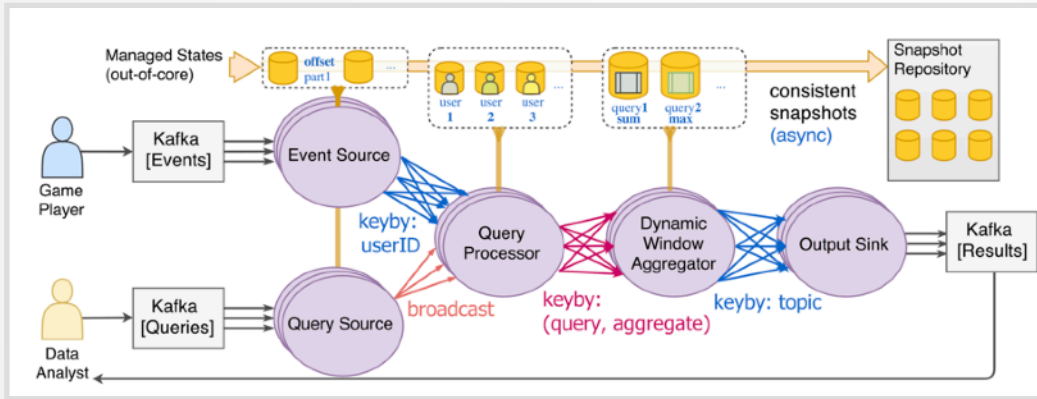 Managed States
(out-of-core)
offset
part1
...
user
1
user
2
user
3
...
query1
sum
query2
max
...
consistent
snapshots
(async)
Snapshot
Repository
Game
Player
Kafka
[Events]
Event Source
keyby:
userID
Query
Processor
Dynamic
Window
Aggregator
Output Sink
Kafka
[Results]
Data
Analyst
Kafka
[Queries]
Query Source
broadcast
keyby:
(query, aggregate)
keyby: topic